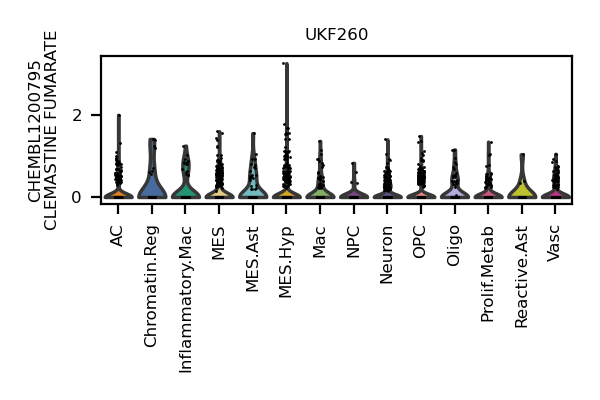 UKF260
CHEMBL1200795
CLEMASTINE FUMARATE
2
0
AC
Chromatin.Reg
Inflammatory.Mac
MES
MES.Ast
MES.Hyp
Mac
NPC
Neuron
OPC
Oligo
Prolif.Metab
Reactive.Ast
Vasc